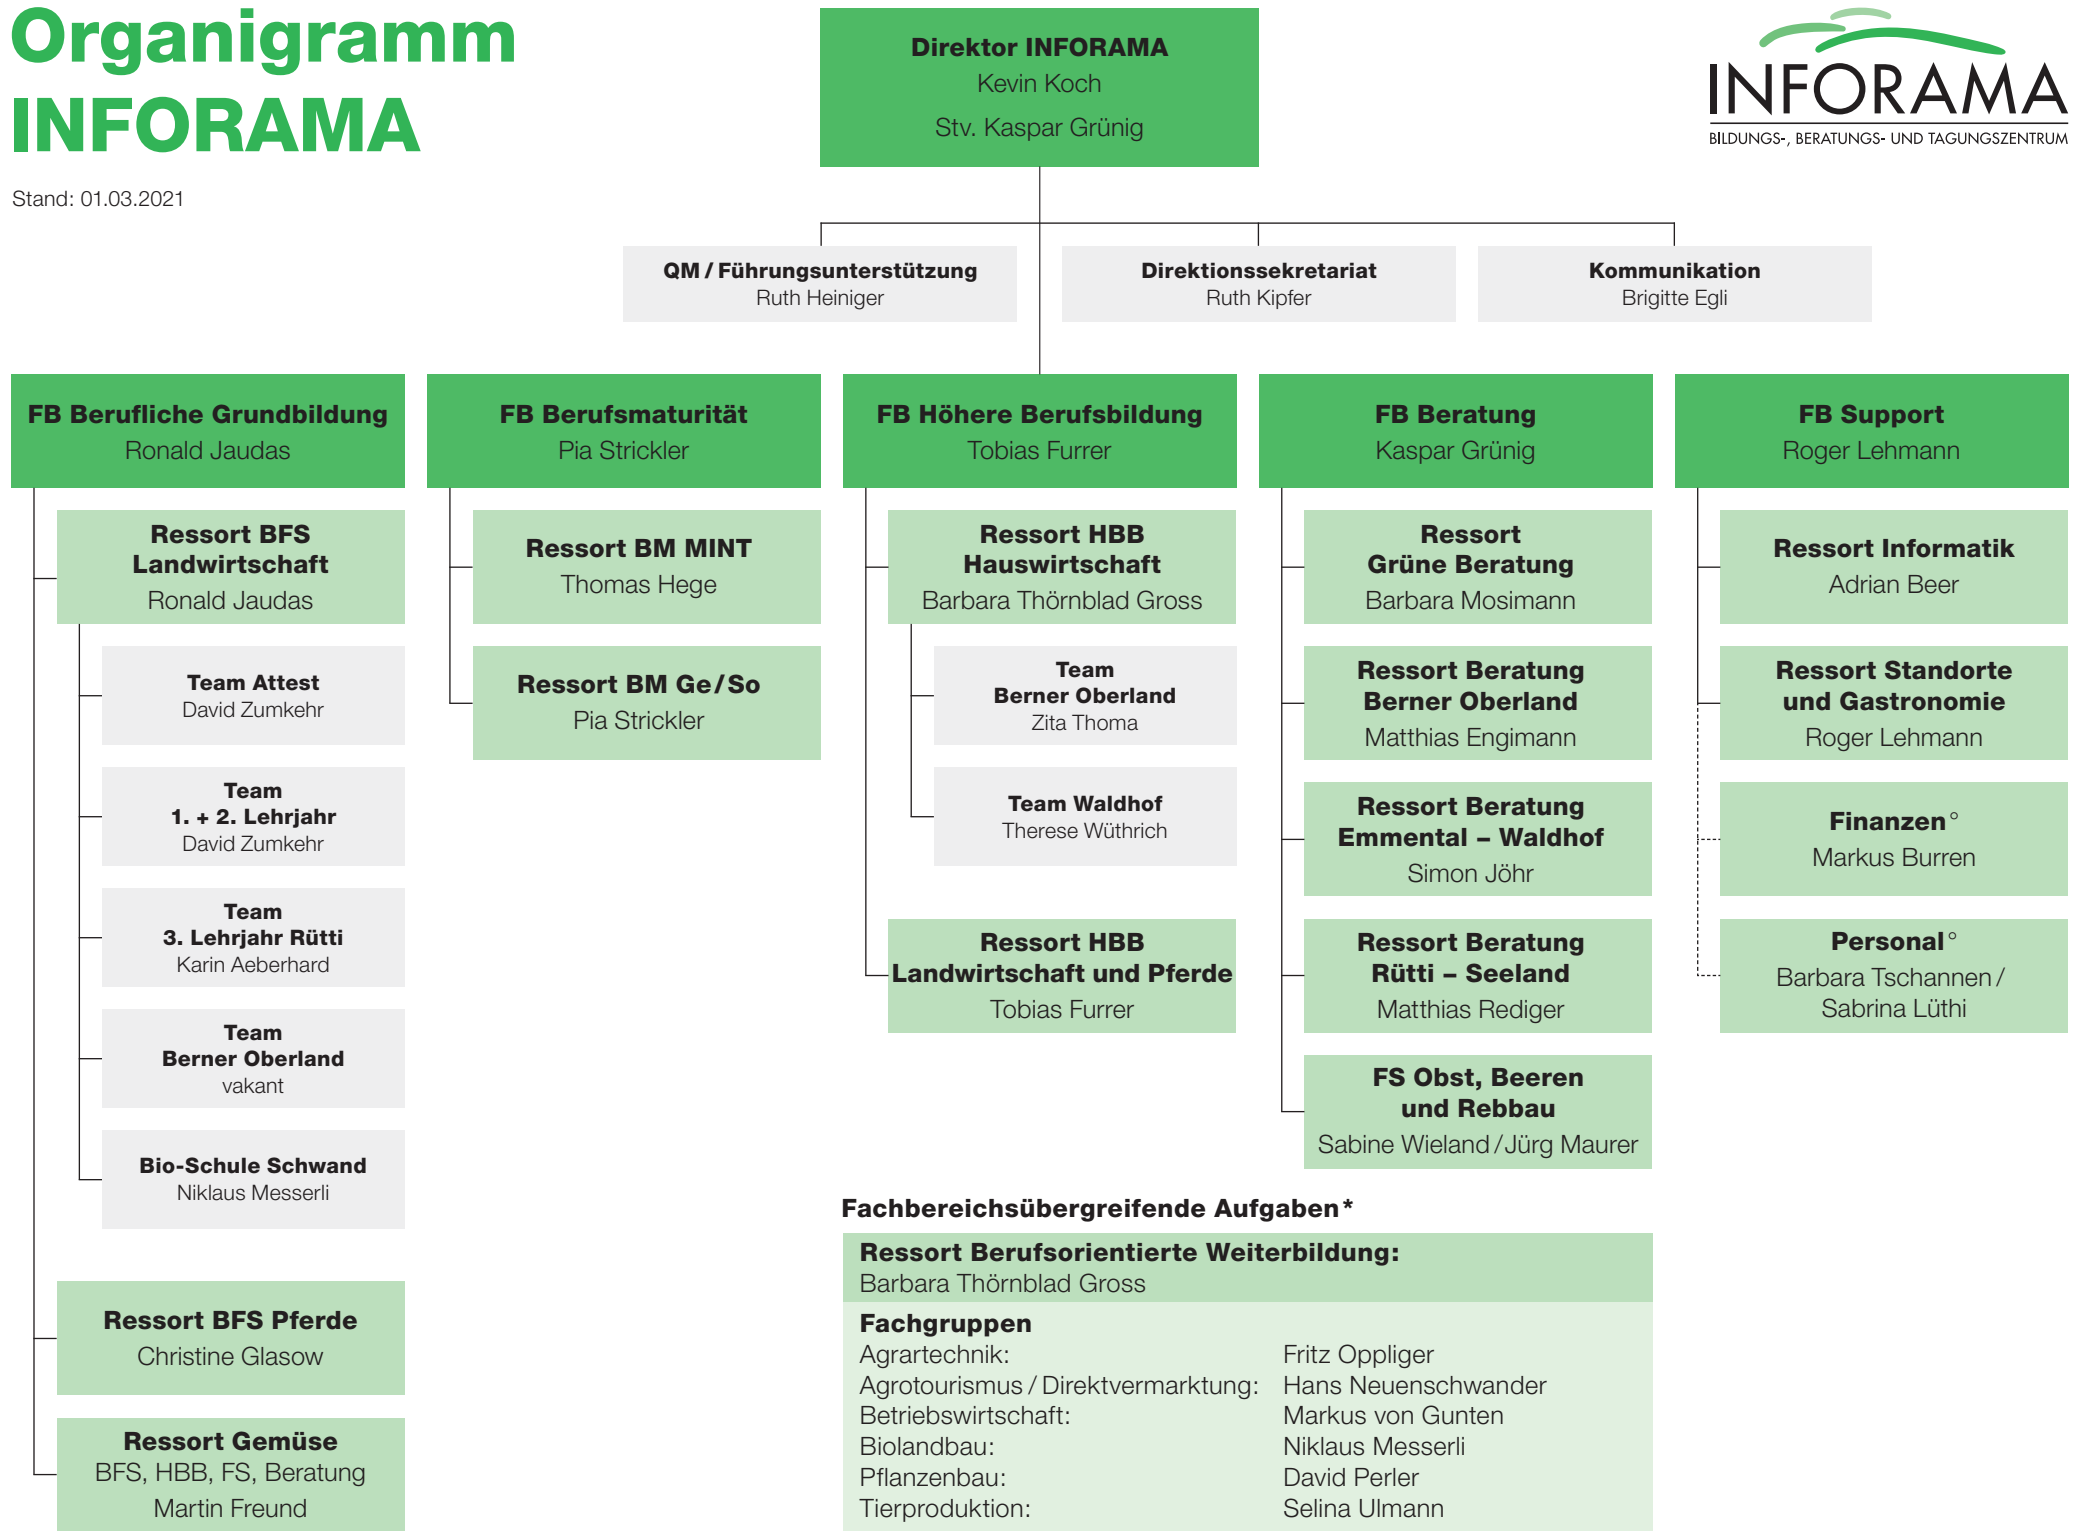 Organigramm
INFORAMA
Stand: 01.03.2021
Direktor INFORAMA
Kevin Koch
Stv. Kaspar Grünig
INFORAMA
BILDUNGS-, BERATUNGS- UND TAGUNGSZENTRUM
QM / Führungsunterstützung
Ruth Heiniger
Direktionssekretariat
Ruth Kipfer
Kommunikation
Brigitte Egli
FB Berufliche Grundbildung
Ronald Jaudas
Ressort BFS
Landwirtschaft
Ronald Jaudas
Team Attest
David Zumkehr
Team
1. + 2. Lehrjahr
David Zumkehr
Team
3. Lehrjahr Rütti
Karin Aeberhard
Team
Berner Oberland
vakant
Bio-Schule Schwand
Niklaus Messerli
Ressort BFS Pferde
Christine Glasow
Ressort Gemüse
BFS, HBB, FS, Beratung
Martin Freund
FB Berufsmaturität
Pia Strickler
Ressort BM MINT
Thomas Hege
Ressort BM Ge/So
Pia Strickler
FB Höhere Berufsbildung
Tobias Furrer
Ressort HBB
Hauswirtschaft
Barbara Thörnblad Gross
Team
Berner Oberland
Zita Thoma
Team Waldhof
Therese Wüthrich
Ressort HBB
Landwirtschaft und Pferde
Tobias Furrer
FB Beratung
Kaspar Grünig
Ressort
Grüne Beratung
Barbara Mosimann
Ressort Beratung
Berner Oberland
Matthias Engimann
Ressort Beratung
Emmental – Waldhof
Simon Jöhr
Ressort Beratung
Rütti – Seeland
Matthias Rediger
FS Obst, Beeren
und Rebbau
Sabine Wieland / Jürg Maurer
FB Support
Roger Lehmann
Ressort Informatik
Adrian Beer
Ressort Standorte
und Gastronomie
Roger Lehmann
Finanzen°
Markus Burren
Personal°
Barbara Tschannen /
Sabrina Lüthi
Fachbereichsübergreifende Aufgaben*
Ressort Berufsorientierte Weiterbildung:
Barbara Thörnblad Gross
Fachgruppen
Agrartechnik: Fritz Oppliger
Agrotourismus / Direktvermarktung: Hans Neuenschwander
Betriebswirtschaft: Markus von Gunten
Biolandbau: Niklaus Messerli
Pflanzenbau: David Perler
Tierproduktion: Selina Ulmann